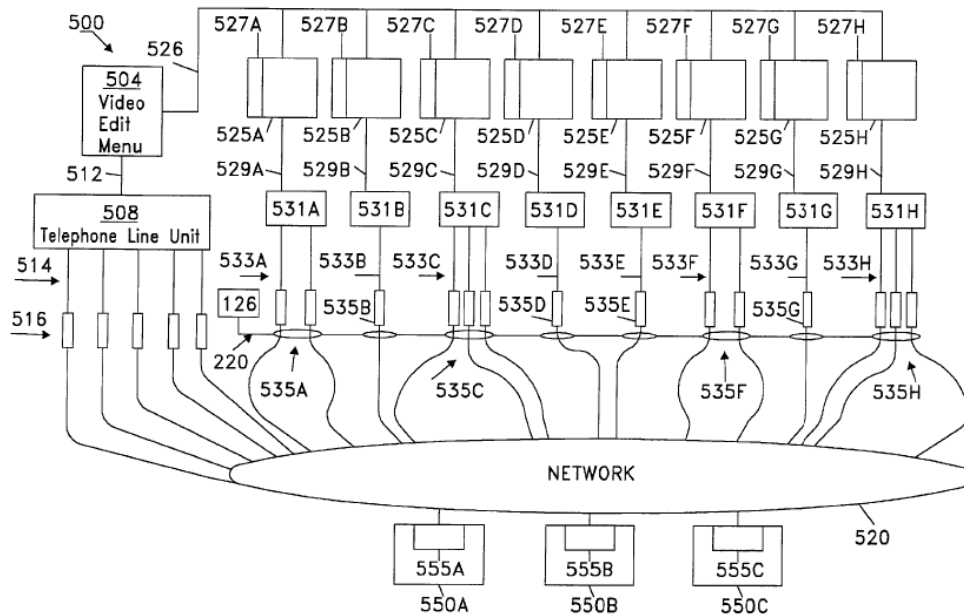 500
527A 527B 527C 527D 527E 527F 527G 527H
526
504
Video
Edit
Menu
525A 525B 525C 525D 525E 525F 525G 525H
512
529A 529B 529C 529D 529E 529F 529G 529H
508
Telephone Line Unit
531A 531B 531C 531D 531E 531F 531G 531H
514
533A 533B 533C 533D 533E 533F 533G 533H
126
516
535B 535D 535E 535G
220
535A 535C 535F 535H
NETWORK
520
555A 555B 555C
550A 550B 550C